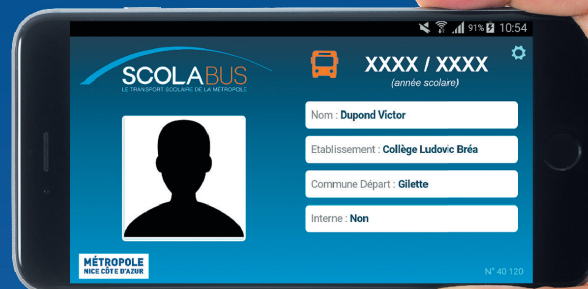 91% 10:54
SCOLABUS
LE TRANSPORT SCOLAIRE DE LA MÉTROPOLE
XXXX / XXXX
(année scolaire)
Nom : Dupond Victor
Etablissement : Collège Ludovic Bréa
Commune Départ : Gilette
Interne : Non
MÉTROPOLE
NICE CÔTE D'AZUR
N° 40 120